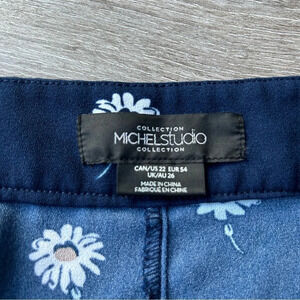 COLLECTION
MICHELSTUDIO
COLLECTION
CAN/US 22 EUR 54
UK/AU 26
MADE IN CHINA
FABRIQUÉ EN CHINE